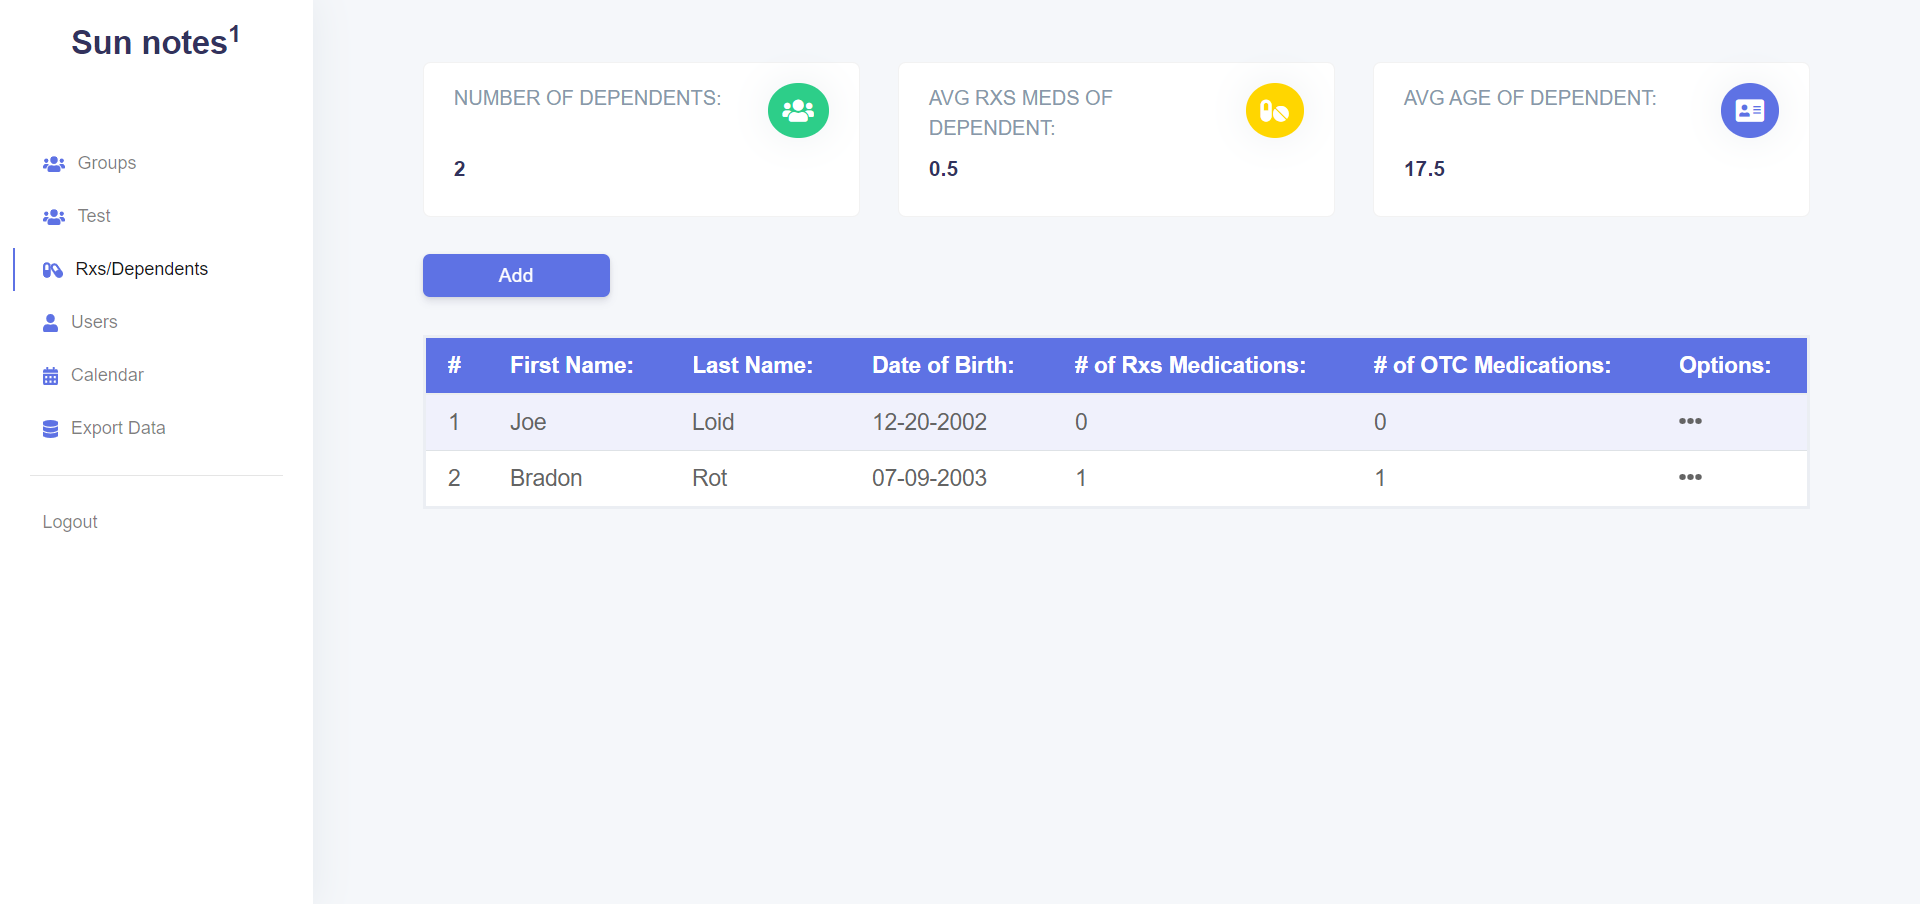 Sun notes1
Groups
Test
Rxs/Dependents
Users
Calendar
Export Data
Logout
NUMBER OF DEPENDENTS:
2
AVG RXS MEDS OF
DEPENDENT:
0.5
AVG AGE OF DEPENDENT:
17.5
Add
# First Name: Last Name: Date of Birth: # of Rxs Medications: # of OTC Medications: Options:
1 Joe Loid 12-20-2002 0 0 •••
2 Bradon Rot 07-09-2003 1 1 •••